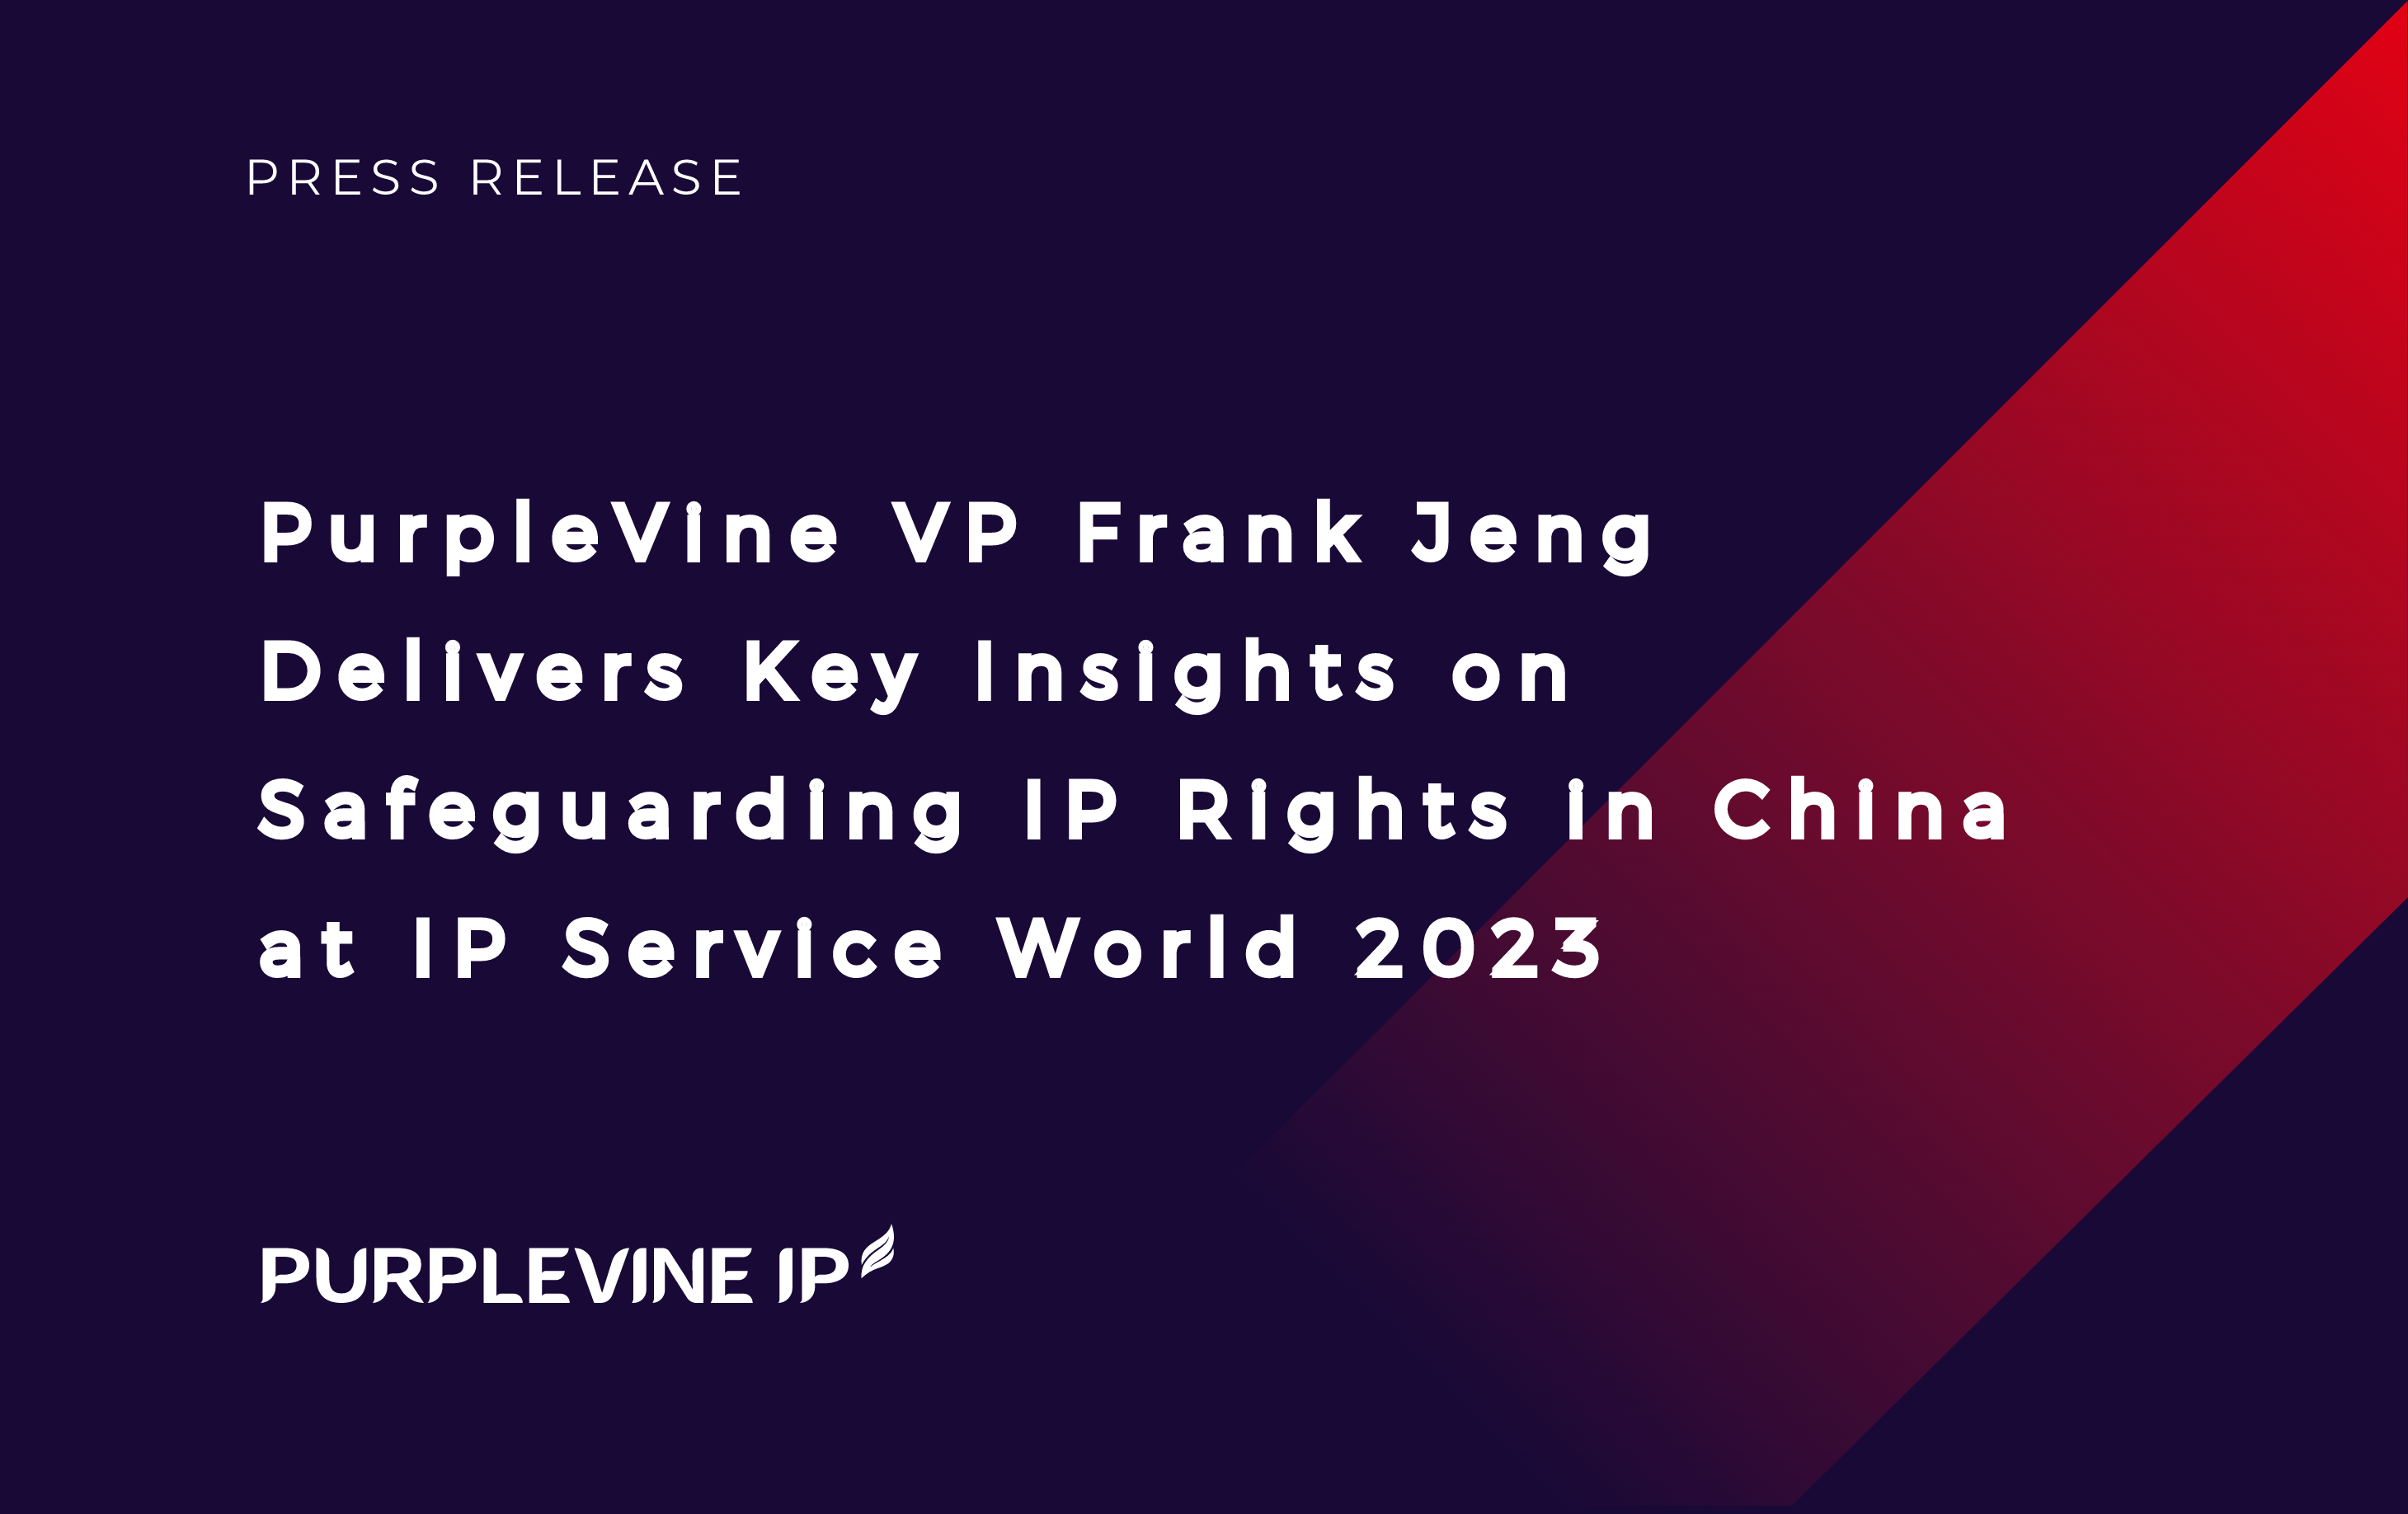 PRESS RELEASE
PurpleVine VP Frank Jeng
Delivers Key Insights on
Safeguarding IP Rights in China
at IP Service World 2023
PURPLEVINE IP